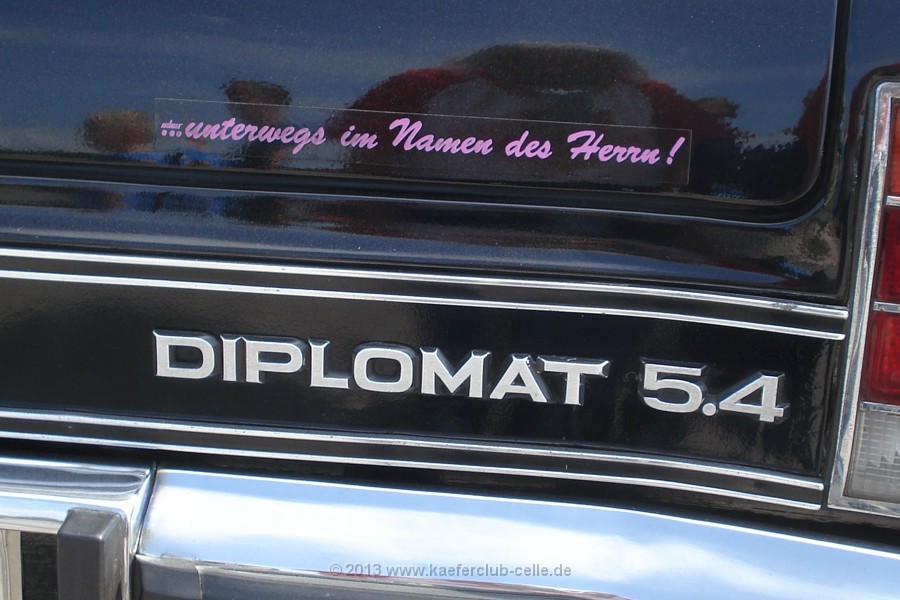 unterwegs im Namen des Herrn!
DIPLOMAT 5.4
© 2013 www.kaeferclub-celle.de